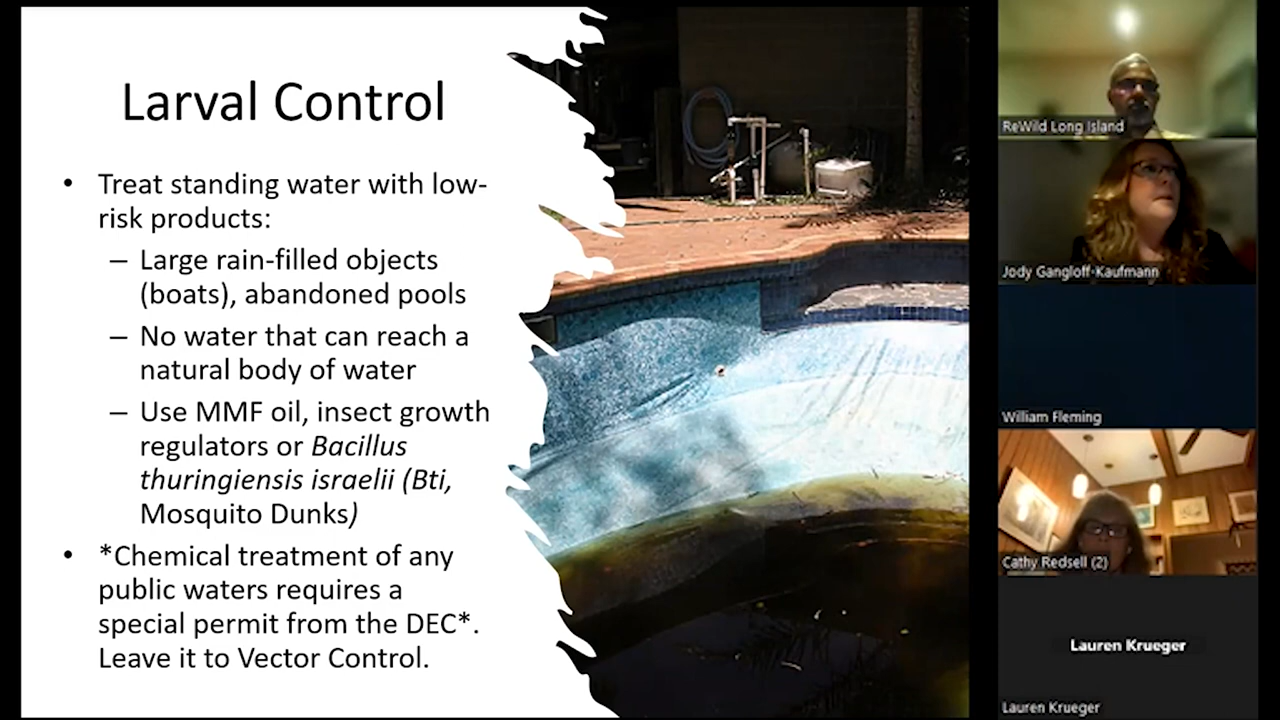 Larval Control
• Treat standing water with low-
risk products:
– Large rain-filled objects
(boats), abandoned pools
– No water that can reach a
natural body of water
– Use MMF oil, insect growth
regulators or Bacillus
thuringiensis israelii (Bti,
Mosquito Dunks)
• *Chemical treatment of any
public waters requires a
special permit from the DEC*.
Leave it to Vector Control.
ReWild Long Island
Jody Gangloff-Kaufmann
William Fleming
Cathy Redsell (2)
Lauren Krueger
Lauren Krueger